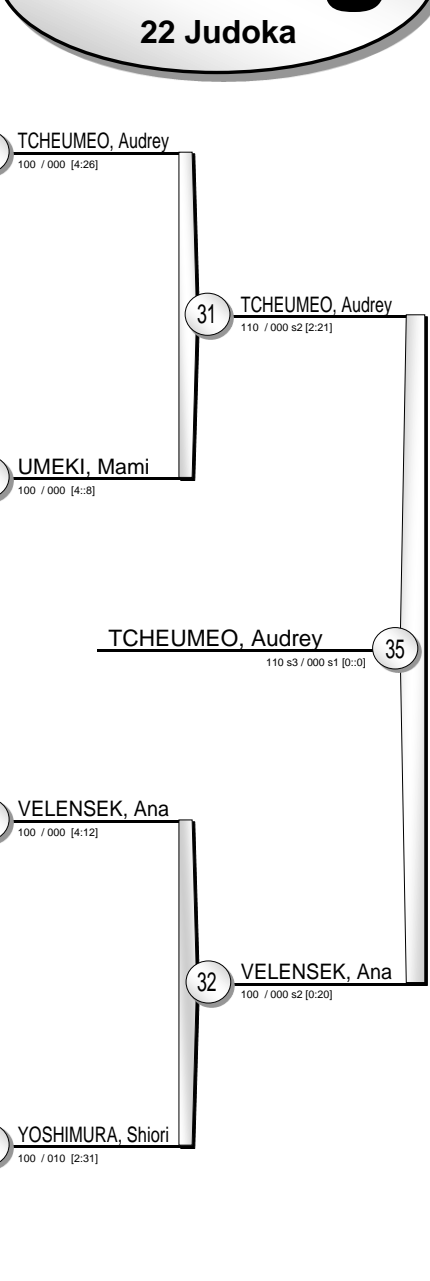 22 Judoka
TCHEUMEO, Audrey
100 / 000 [4:26]
31
TCHEUMEO, Audrey
110 / 000 s2 [2:21]
UMEKI, Mami
100 / 000 [4::8]
TCHEUMEO, Audrey
110 s3 / 000 s1 [0::0]
35
VELENSEK, Ana
100 / 000 [4:12]
32
VELENSEK, Ana
100 / 000 s2 [0:20]
YOSHIMURA, Shiori
100 / 010 [2:31]